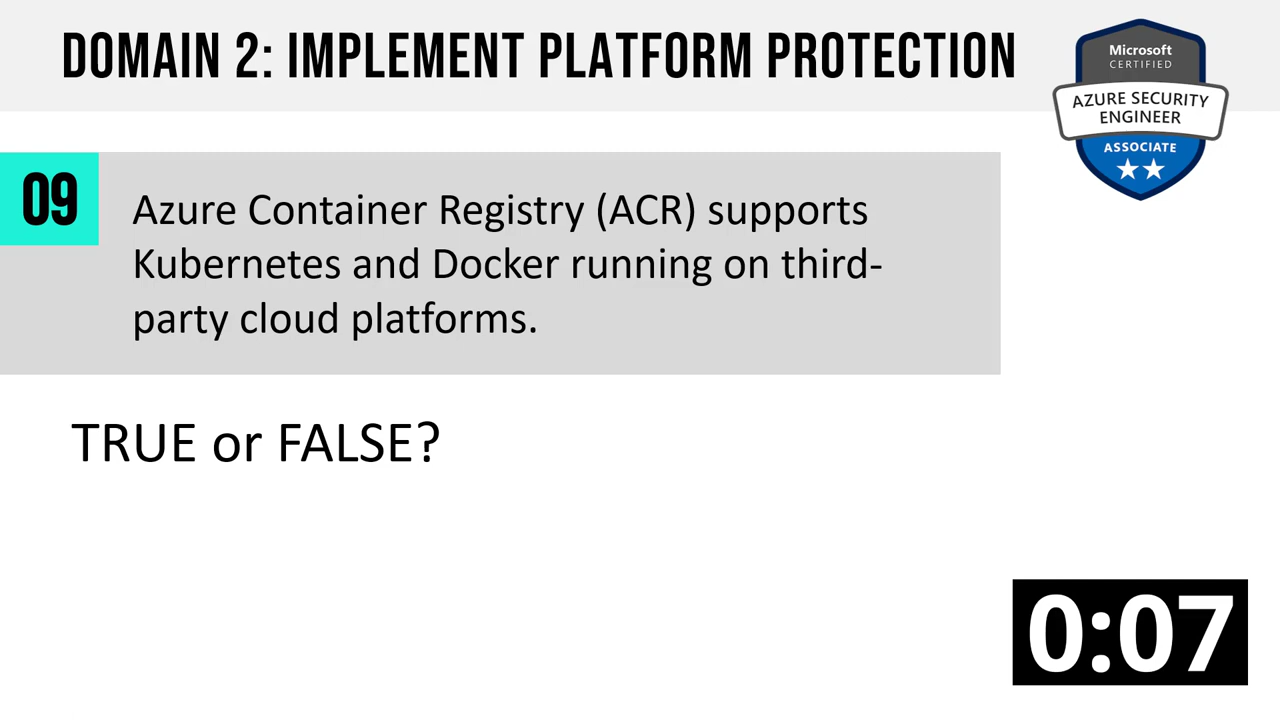 DOMAIN 2: IMPLEMENT PLATFORM PROTECTION
Microsoft
CERTIFIED
AZURE SECURITY
ENGINEER
ASSOCIATE
09
Azure Container Registry (ACR) supports
Kubernetes and Docker running on third-
party cloud platforms.
TRUE or FALSE?
0:07